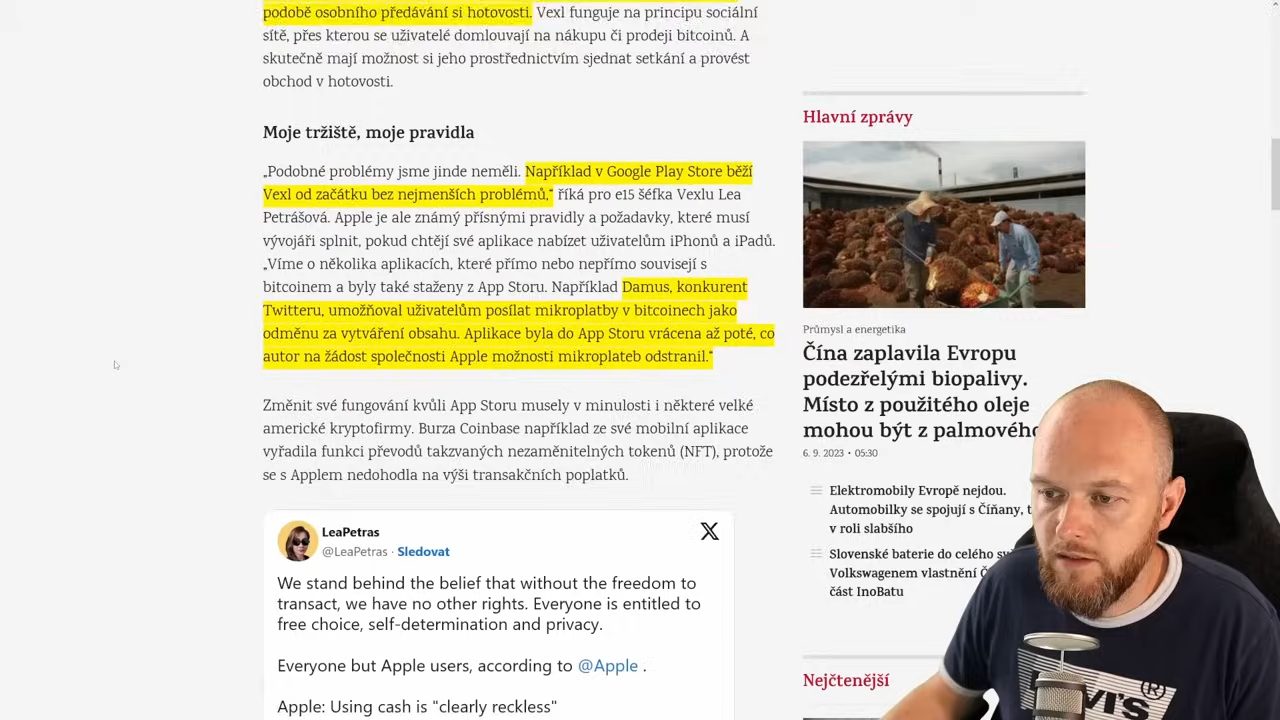 podobě osobního předávání si hotovosti. Vexl funguje na principu sociální
sítě, přes kterou se uživatelé domlouvají na nákupu či prodeji bitcoinů. A
skutečně mají možnost si jeho prostřednictvím sjednat setkání a provést
obchod v hotovosti.
Moje tržiště, moje pravidla
„Podobné problémy jsme jinde neměli. Například v Google Play Store běží
Vexl od začátku bez nejmenších problémů,“ říká pro e15 šéfka Vexlu Lea
Petrášová. Apple je ale známý přísnými pravidly a požadavky, které musí
vývojáři splnit, pokud chtějí své aplikace nabízet uživatelům iPhonů a iPadů.
„Víme o několika aplikacích, které přímo nebo nepřímo souvisejí s
bitcoinem a byly také staženy z App Storu. Například Damus, konkurent
Twitteru, umožňoval uživatelům posílat mikroplatby v bitcoinech jako
odměnu za vytváření obsahu. Aplikace byla do App Storu vrácena až poté, co
autor na žádost společnosti Apple možnosti mikroplateb odstranil.“
Změnit své fungování kvůli App Storu musely v minulosti i některé velké
americké kryptofirmy. Burza Coinbase například ze své mobilní aplikace
vyřadila funkci převodů takzvaných nezaměnitelných tokenů (NFT), protože
se s Applem nedohodla na výši transakčních poplatků.
LeaPetras
@LeaPetras · Sledovat
We stand behind the belief that without the freedom to
transact, we have no other rights. Everyone is entitled to
free choice, self-determination and privacy.
Everyone but Apple users, according to @Apple .
Apple: Using cash is "clearly reckless"
Hlavní zprávy
Průmysl a energetika
Čína zaplavila Evropu
podezřelými biopalivy.
Místo z použitého oleje
mohou být z palmového
6. 9. 2023 • 05:30
Elektromobily Evropě nejdou.
Automobilky se spojují s Číňany,
v roli slabšího
Slovenské baterie do celého
Volkswagenem vlastnění
část InoBatu
Nejčtenější